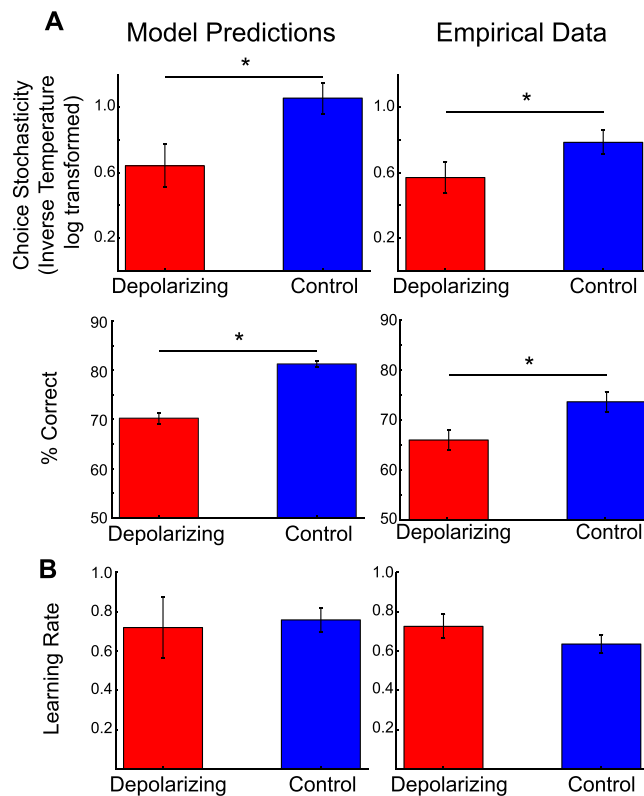 A
Model Predictions
Empirical Data
Choice Stochasticity
(Inverse Temperature
log transformed)
1.0
0.6
0.2
*
Depolarizing
Control
1.0
0.6
0.2
*
Depolarizing
Control
% Correct
90
80
70
60
50
*
Depolarizing
Control
90
80
70
60
50
*
Depolarizing
Control
B
Learning Rate
1.0
0.8
0.6
0.4
0.2
Depolarizing
Control
1.0
0.8
0.6
0.4
0.2
Depolarizing
Control